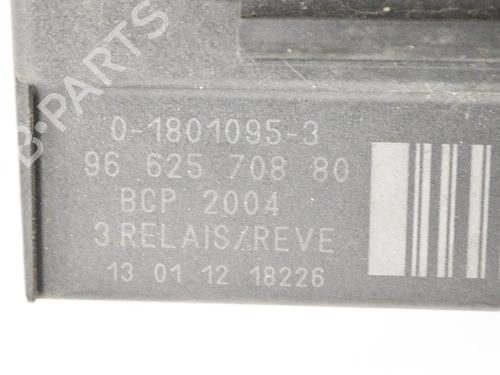 B-PARTS
0-1801095-3
96 625 708 80
BCP 2004
3 RELAIS/REVE
13 01 12 18226